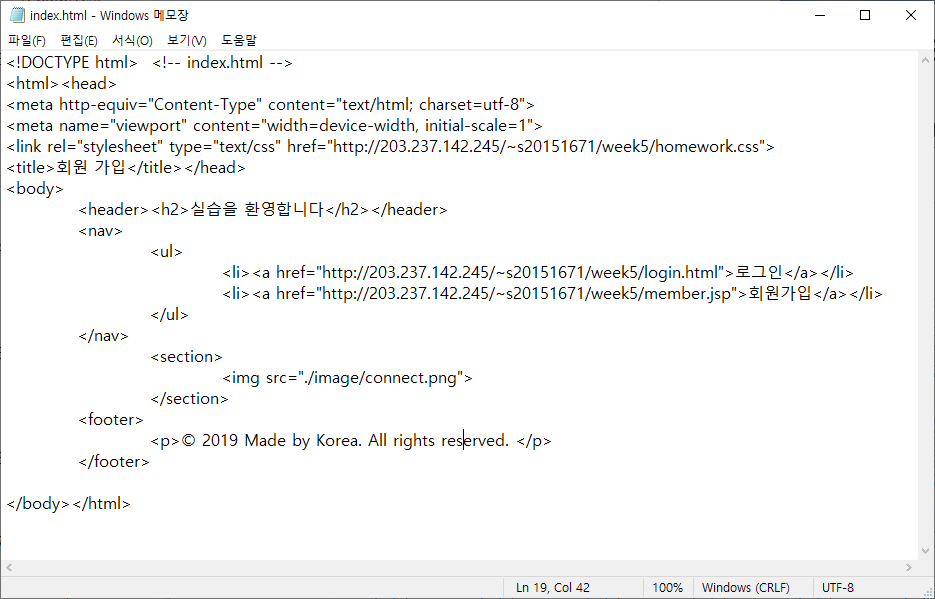 index.html - Windows 메모장
파일(F) 편집(E) 서식(O) 보기(V) 도움말
<!DOCTYPE html> <!-- index.html -->
<html><head>
<meta http-equiv="Content-Type" content="text/html; charset=utf-8">
<meta name="viewport" content="width=device-width, initial-scale=1">
<link rel="stylesheet" type="text/css" href="http://203.237.142.245/~s20151671/week5/homework.css">
<title>회원 가입</title></head>
<body>
<header><h2>실습을 환영합니다</h2></header>
<nav>
<ul>
<li><a href="http://203.237.142.245/~s20151671/week5/login.html">로그인</a></li>
<li><a href="http://203.237.142.245/~s20151671/week5/member.jsp">회원가입</a></li>
</ul>
</nav>
<section>
<img src="./image/connect.png">
</section>
<footer>
<p>© 2019 Made by Korea. All rights reserved. </p>
</footer>
</body></html>
Ln 19, Col 42 100% Windows (CRLF) UTF-8